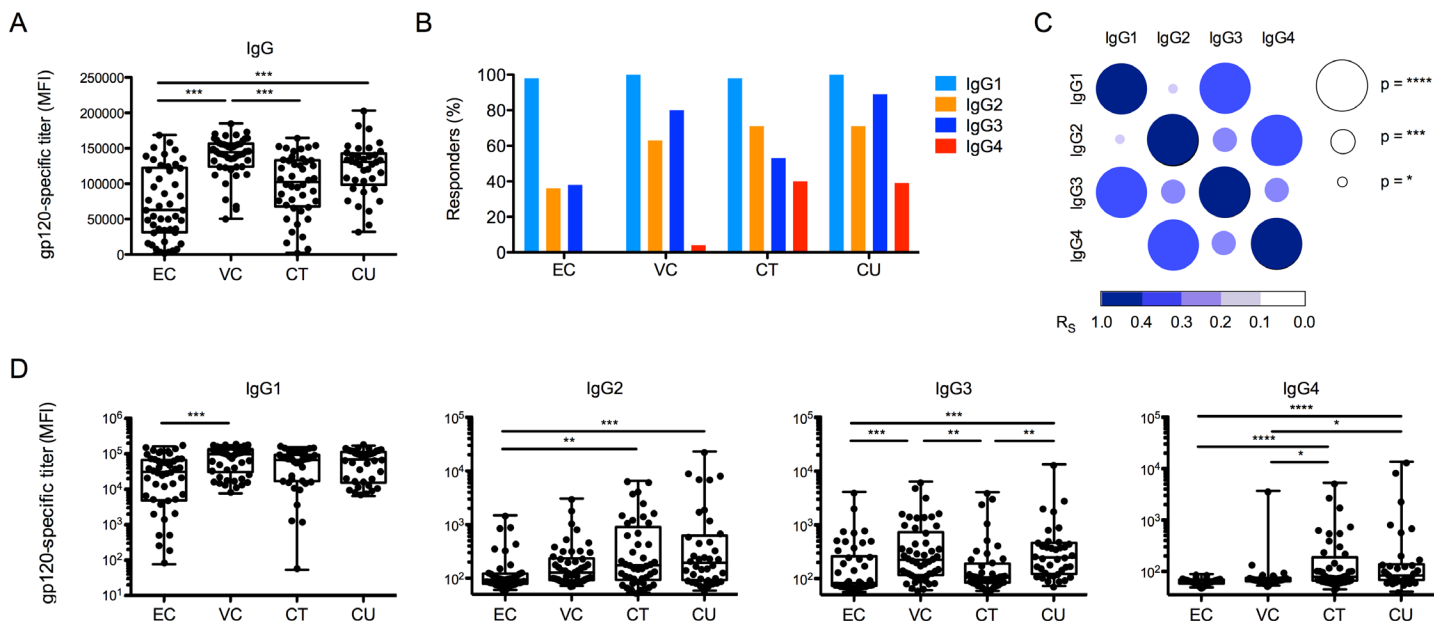 A
IgG
gp120-specific titer (MFI)
250000
200000
150000
100000
50000
0
***
***
***
EC
VC
CT
CU
B
Responders (%)
100
80
60
40
20
0
EC
VC
CT
CU
IgG1
IgG2
IgG3
IgG4
C
IgG1
IgG2
IgG3
IgG4
IgG1
IgG2
IgG3
IgG4
p = ****
p = ***
p = *
RS
1.0
0.4
0.3
0.2
0.1
0.0
D
gp120-specific titer (MFI)
IgG1
10^6
10^5
10^4
10^3
10^2
10^1
***
EC
VC
CT
CU
IgG2
10^5
10^4
10^3
10^2
***
**
EC
VC
CT
CU
IgG3
10^5
10^4
10^3
10^2
***
***
**
**
EC
VC
CT
CU
IgG4
10^5
10^4
10^3
10^2
****
*
****
*
EC
VC
CT
CU